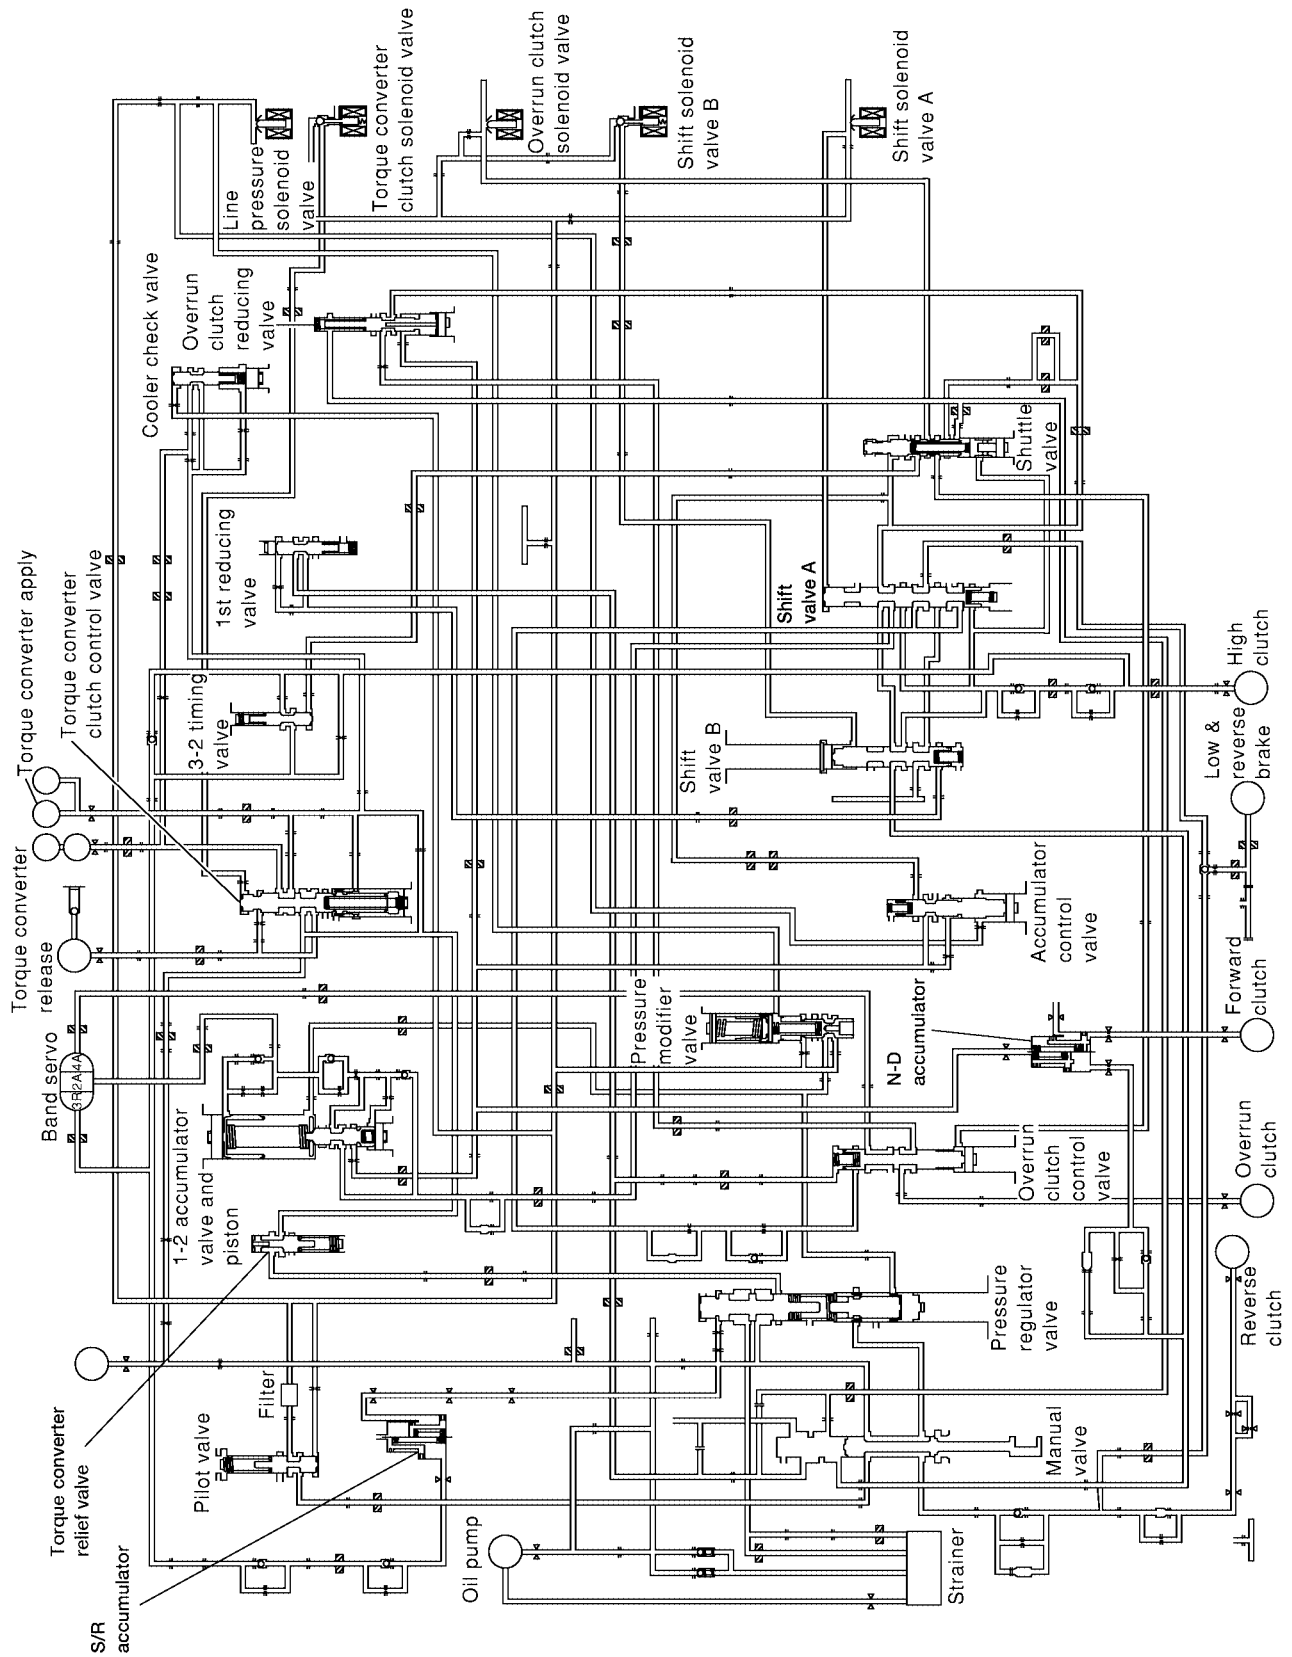 Torque converter
clutch solenoid valve
Overrun clutch
solenoid valve
Shift solenoid
valve B
Shift solenoid
valve A
Line
pressure
solenoid
valve
Cooler check valve
Overrun
clutch
reducing
valve
Shuttle
valve
Torque converter apply
Torque converter
clutch control valve
1st reducing
valve
Shift
valve A
High
clutch
3-2 timing
valve
Shift
valve B
Low &
reverse
brake
Torque converter
release
Accumulator
control
valve
Band servo
3R 2A 4A
Pressure
modifier
valve
N-D
accumulator
Forward
clutch
1-2 accumulator
valve and
piston
Overrun
clutch
control
valve
Overrun
clutch
Pressure
regulator
valve
Reverse
clutch
Torque converter
relief valve
Pilot valve
Filter
Manual
valve
S/R
accumulator
Oil pump
Strainer